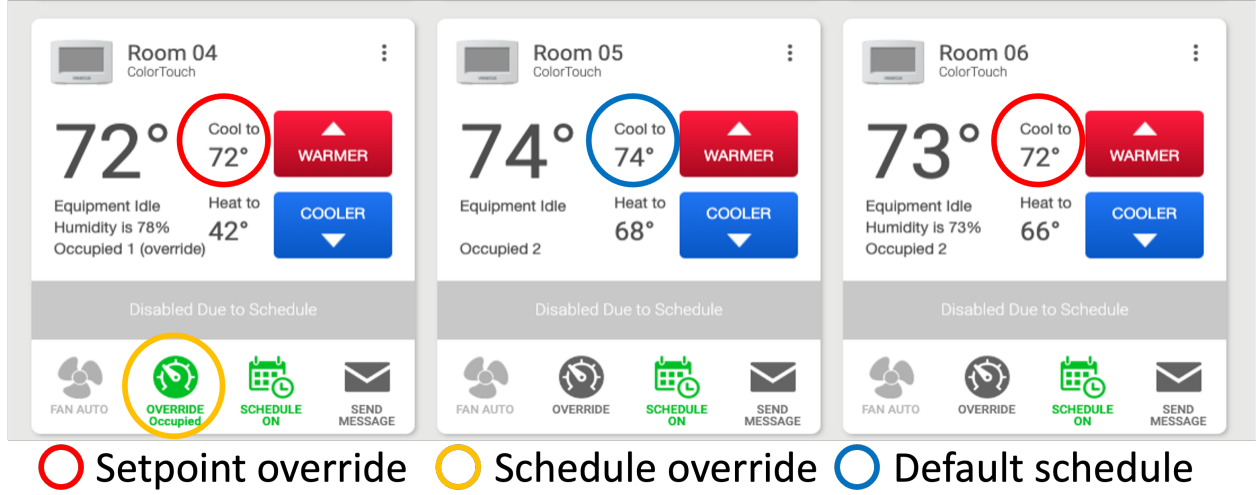 Room 04
ColorTouch
72°
Cool to
72°
WARMER
Equipment Idle
Humidity is 78%
Occupied 1 (override)
Heat to
42°
COOLER
Disabled Due to Schedule
FAN AUTO
OVERRIDE
Occupied
SCHEDULE
ON
SEND
MESSAGE
Room 05
ColorTouch
74°
Cool to
74°
WARMER
Equipment Idle
Occupied 2
Heat to
68°
COOLER
Disabled Due to Schedule
FAN AUTO
OVERRIDE
SCHEDULE
ON
SEND
MESSAGE
Room 06
ColorTouch
73°
Cool to
72°
WARMER
Equipment Idle
Humidity is 73%
Occupied 2
Heat to
66°
COOLER
Disabled Due to Schedule
FAN AUTO
OVERRIDE
SCHEDULE
ON
SEND
MESSAGE
Setpoint override
Schedule override
Default schedule